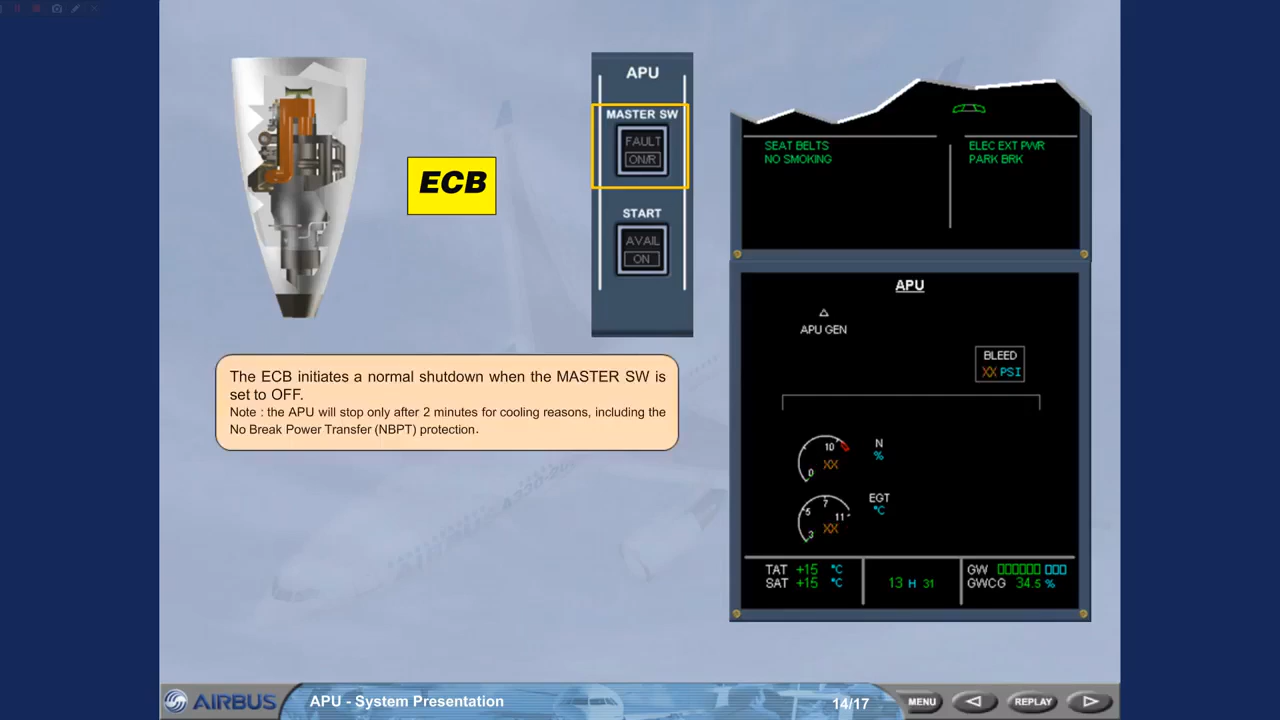 APU
MASTER SW
FAULT
ON/R
ECB
START
AVAIL
ON
SEAT BELTS
NO SMOKING
ELEC EXT PWR
PARK BRK
APU
APU GEN
BLEED
XX PSI
10
0
XX
N
%
7
5
11
3
XX
EGT
°C
TAT +15 °C
SAT +15 °C
13 H 31
GW
GWCG 34.5 %
The ECB initiates a normal shutdown when the MASTER SW is
set to OFF.
Note : the APU will stop only after 2 minutes for cooling reasons, including the
No Break Power Transfer (NBPT) protection.
AIRBUS
APU - System Presentation
14/17
MENU
REPLAY